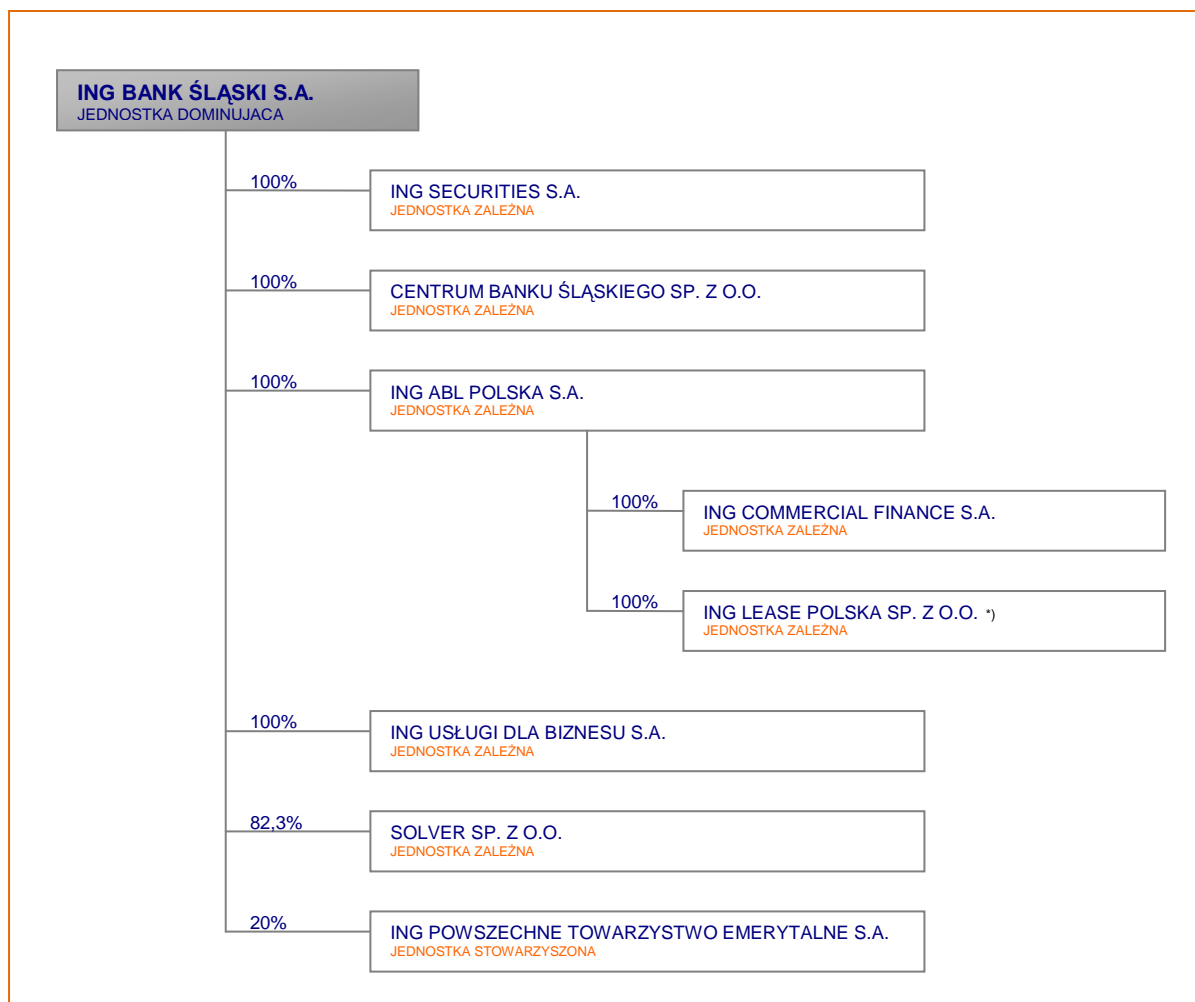 ING BANK ŚLĄSKI S.A.
JEDNOSTKA DOMINUJACA
100%
ING SECURITIES S.A.
JEDNOSTKA ZALEŻNA
100%
CENTRUM BANKU ŚLĄSKIEGO SP. Z O.O.
JEDNOSTKA ZALEŻNA
100%
ING ABL POLSKA S.A.
JEDNOSTKA ZALEŻNA
100%
ING COMMERCIAL FINANCE S.A.
JEDNOSTKA ZALEŻNA
100%
ING LEASE POLSKA SP. Z O.O. *)
JEDNOSTKA ZALEŻNA
100%
ING USŁUGI DLA BIZNESU S.A.
JEDNOSTKA ZALEŻNA
82,3%
SOLVER SP. Z O.O.
JEDNOSTKA ZALEŻNA
20%
ING POWSZECHNE TOWARZYSTWO EMERYTALNE S.A.
JEDNOSTKA STOWARZYSZONA